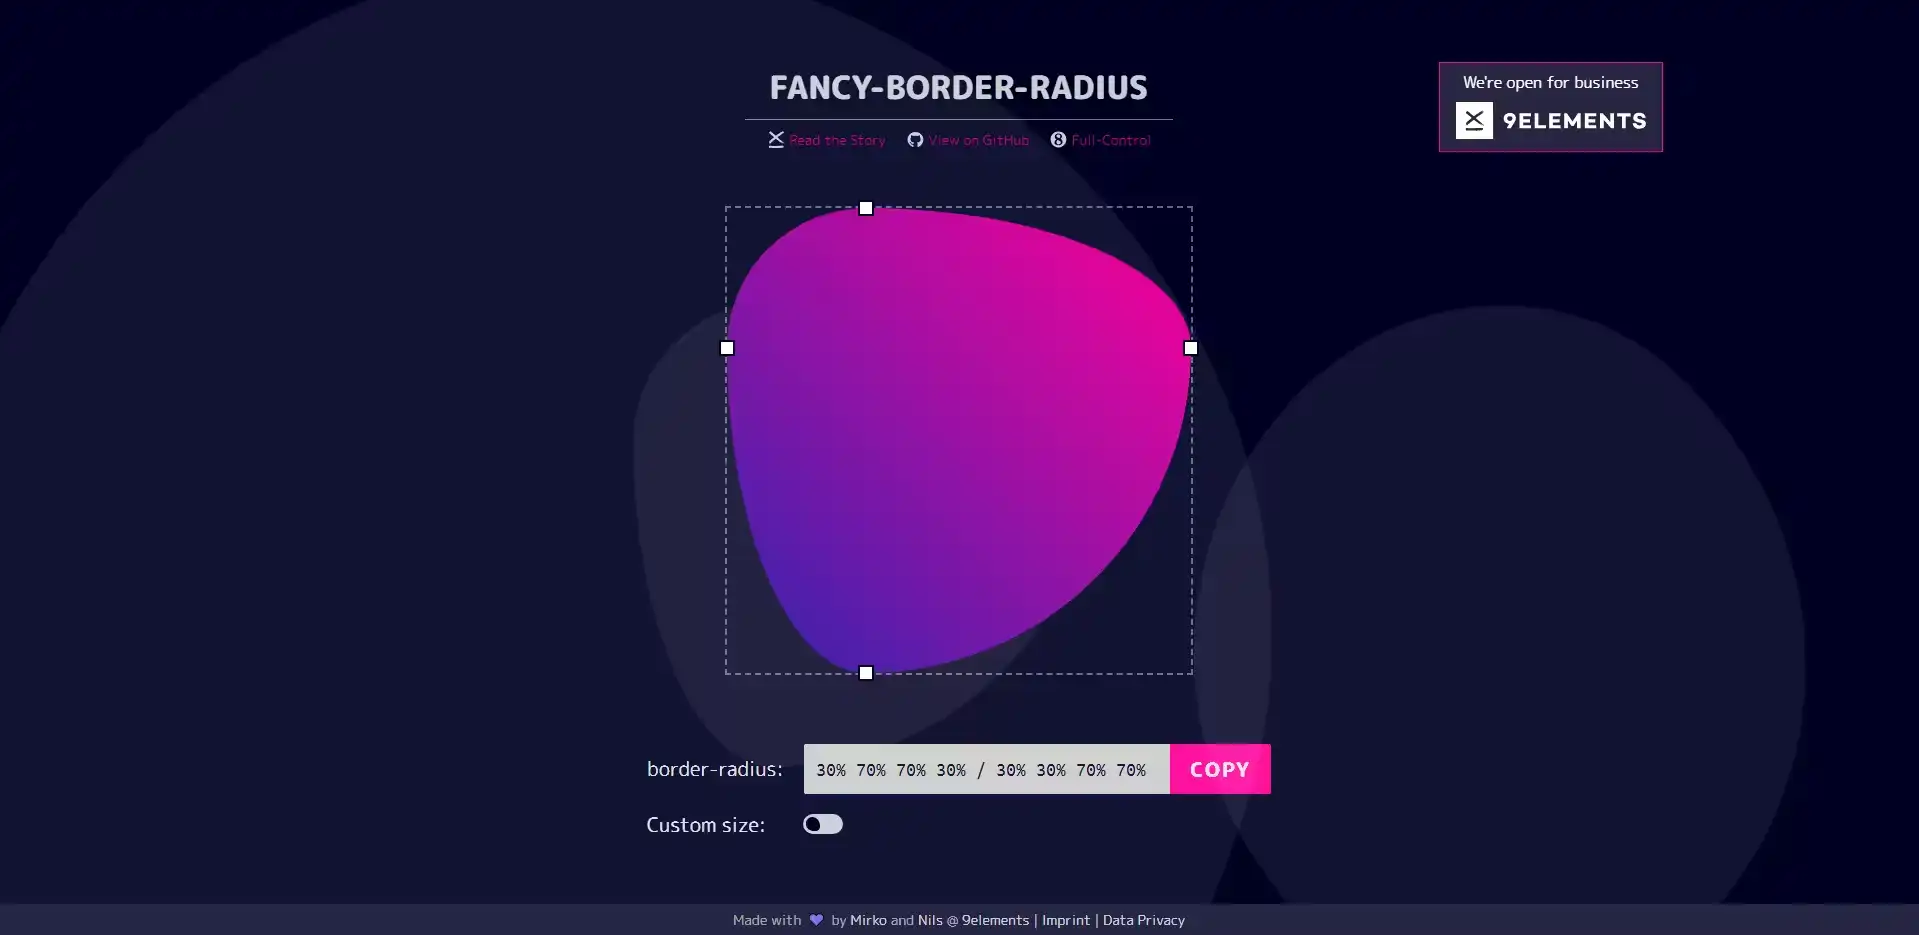 FANCY-BORDER-RADIUS
Read the Story View on GitHub Full-Control
We're open for business
9ELEMENTS
border-radius: 30% 70% 70% 30% / 30% 30% 70% 70% COPY
Custom size:
Made with by Mirko and Nils @ 9elements | Imprint | Data Privacy